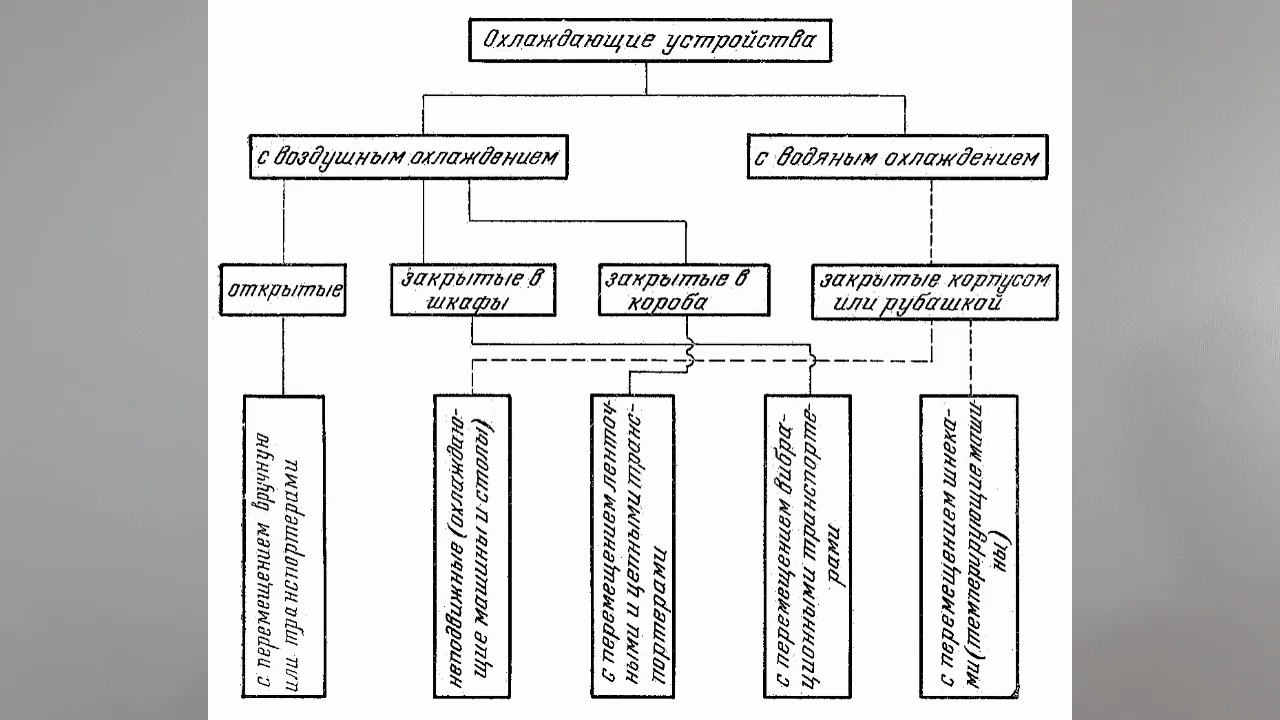 Охлаждающие устройства
с воздушным охлаждением
с водяным охлаждением
открытые
закрытые в
шкафы
закрытые в
короба
закрытые корпусом
или рубашкой
с перемещением вручную
или транспортерами
неподвижные (охлаждаю-
щие машины и столы)
с перемещением ленточ-
ными и цепными транс-
портерами
с перемещением вибра-
ционными транспорте
рами
с перемещением шнека-
ми (темперирующие маши
ны)